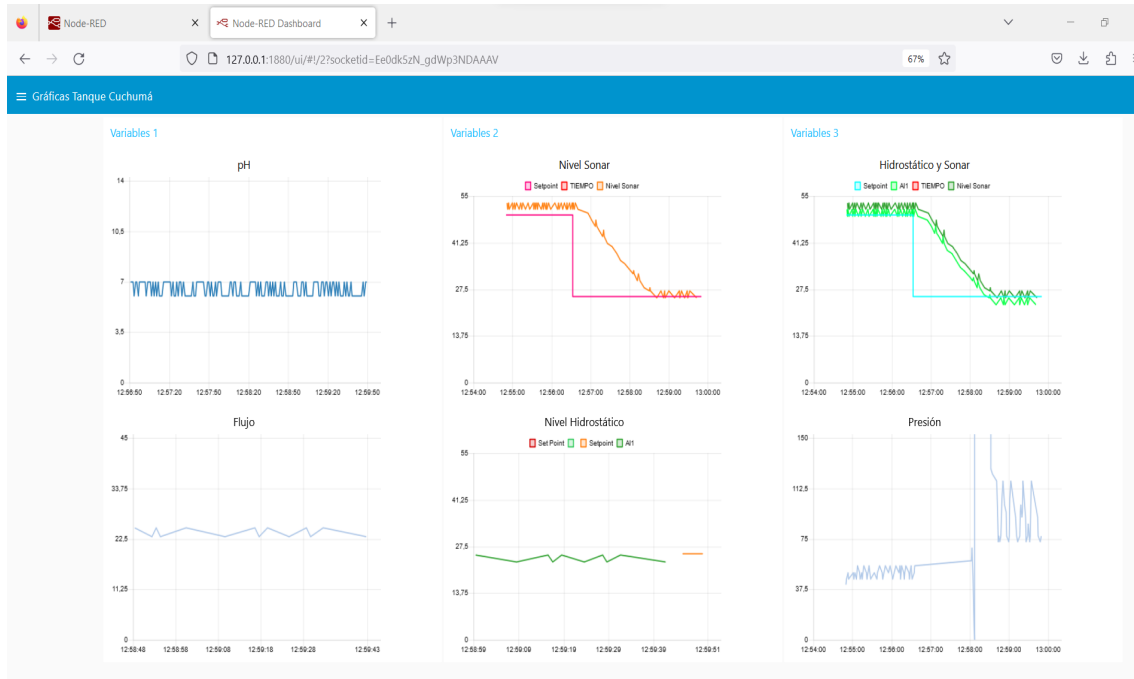 Node-RED
Node-RED Dashboard
127.0.0.1:1880/ui/#!/2?socketid=Ee0dk5zN_gdWp3NDAAAV
67%
Gráficas Tanque Cuchumá
Variables 1
pH
14
10,5
7
3,5
0
12:56:50 12:57:20 12:57:50 12:58:20 12:58:50 12:59:20 12:59:50
Flujo
45
33,75
22,5
11,25
0
12:58:48 12:58:58 12:59:08 12:59:18 12:59:28 12:59:43
Variables 2
Nivel Sonar
Setpoint TIEMPO Nivel Sonar
55
41,25
27,5
13,75
0
12:54:00 12:55:00 12:56:00 12:57:00 12:58:00 12:59:00 13:00:00
Nivel Hidrostático
Set Point Setpoint AI1
55
41,25
27,5
13,75
0
12:58:59 12:59:09 12:59:19 12:59:29 12:59:39 12:59:51
Variables 3
Hidrostático y Sonar
Setpoint AI1 TIEMPO Nivel Sonar
55
41,25
27,5
13,75
0
12:54:00 12:55:00 12:56:00 12:57:00 12:58:00 12:59:00 13:00:00
Presión
150
112,5
75
37,5
0
12:54:00 12:55:00 12:56:00 12:57:00 12:58:00 12:59:00 13:00:00